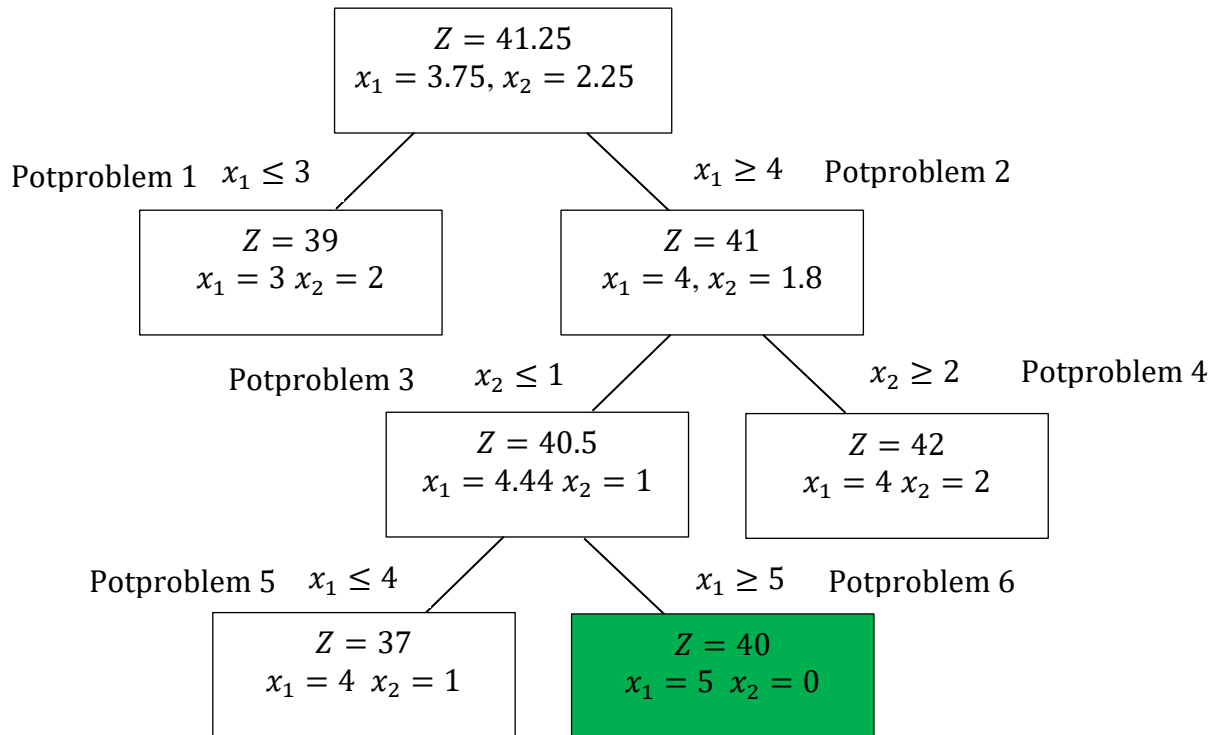 Z = 41.25
x₁ = 3.75, x₂ = 2.25
Potproblem 1 x₁ ≤ 3
x₁ ≥ 4 Potproblem 2
Z = 39
x₁ = 3 x₂ = 2
Z = 41
x₁ = 4, x₂ = 1.8
Potproblem 3 x₂ ≤ 1
x₂ ≥ 2 Potproblem 4
Z = 40.5
x₁ = 4.44 x₂ = 1
Z = 42
x₁ = 4 x₂ = 2
Potproblem 5 x₁ ≤ 4
x₁ ≥ 5 Potproblem 6
Z = 37
x₁ = 4 x₂ = 1
Z = 40
x₁ = 5 x₂ = 0